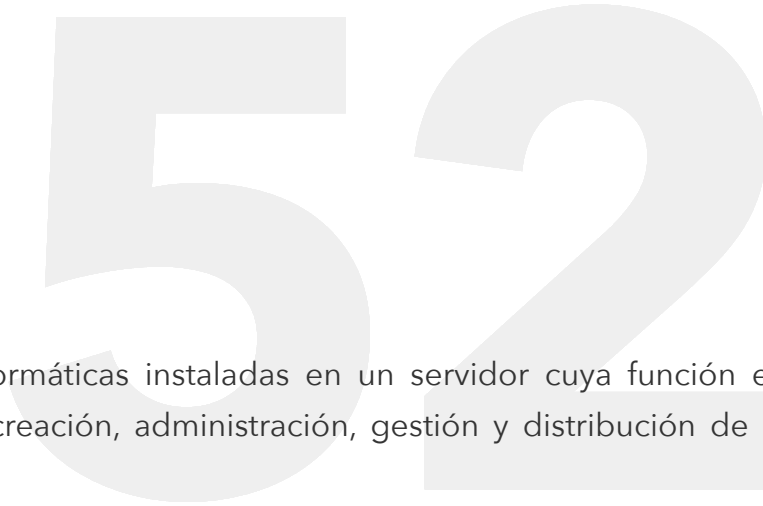 52
ormáticas instaladas en un servidor cuya función e
creación, administración, gestión y distribución de